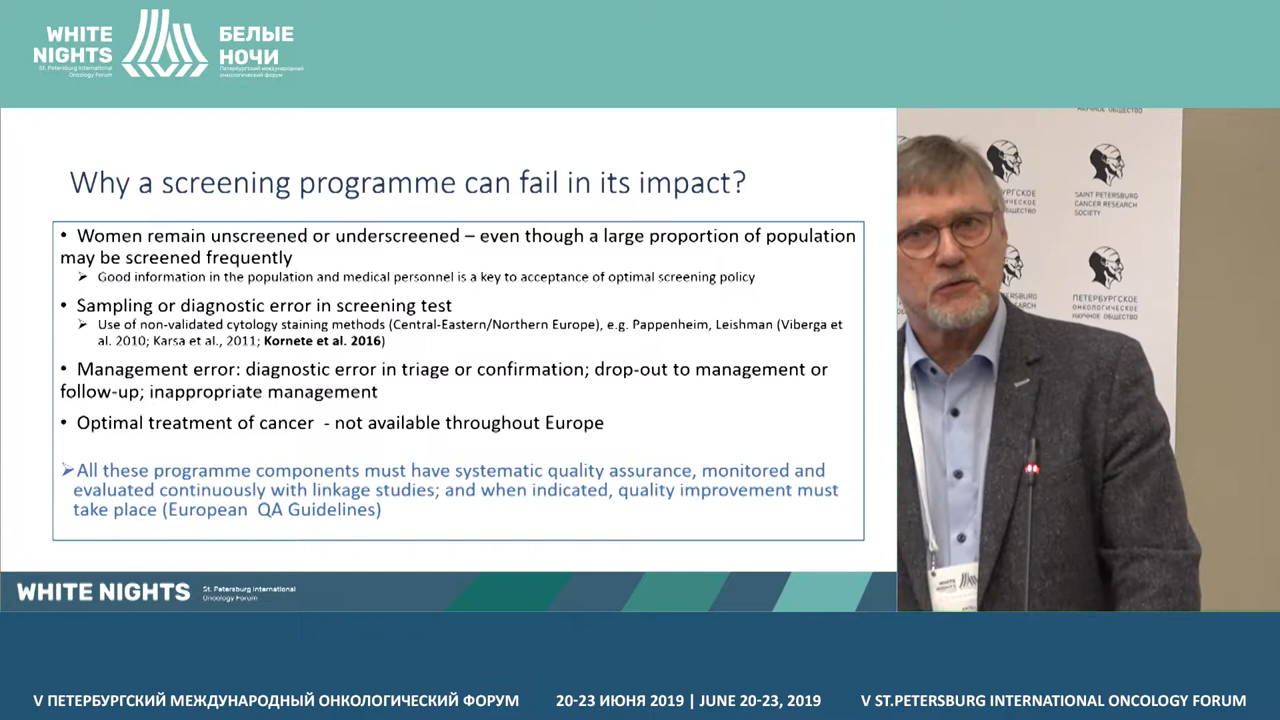 WHITE
NIGHTS
St. Petersburg International
Oncology Forum
БЕЛЫЕ
НОЧИ
Петербургский международный
онкологический форум
Why a screening programme can fail in its impact?
• Women remain unscreened or underscreened – even though a large proportion of population
may be screened frequently
➢ Good information in the population and medical personnel is a key to acceptance of optimal screening policy
• Sampling or diagnostic error in screening test
➢ Use of non-validated cytology staining methods (Central-Eastern/Northern Europe), e.g. Pappenheim, Leishman (Viberga et
al. 2010; Karsa et al., 2011; Kornete et al. 2016)
• Management error: diagnostic error in triage or confirmation; drop-out to management or
follow-up; inappropriate management
• Optimal treatment of cancer - not available throughout Europe
➢All these programme components must have systematic quality assurance, monitored and
evaluated continuously with linkage studies; and when indicated, quality improvement must
take place (European QA Guidelines)
WHITE NIGHTS
St. Petersburg International
Oncology Forum
НАУЧНОЕ ОБЩЕСТВО
SAINT PETERSBURG
CANCER RESEARCH
SOCIETY
ПЕТЕРБУРГСКОЕ
ОНКОЛОГИЧЕСКОЕ
НАУЧНОЕ ОБЩЕСТВО
V ПЕТЕРБУРГСКИЙ МЕЖДУНАРОДНЫЙ ОНКОЛОГИЧЕСКИЙ ФОРУМ
20-23 ИЮНЯ 2019 | JUNE 20-23, 2019
V ST.PETERSBURG INTERNATIONAL ONCOLOGY FORUM